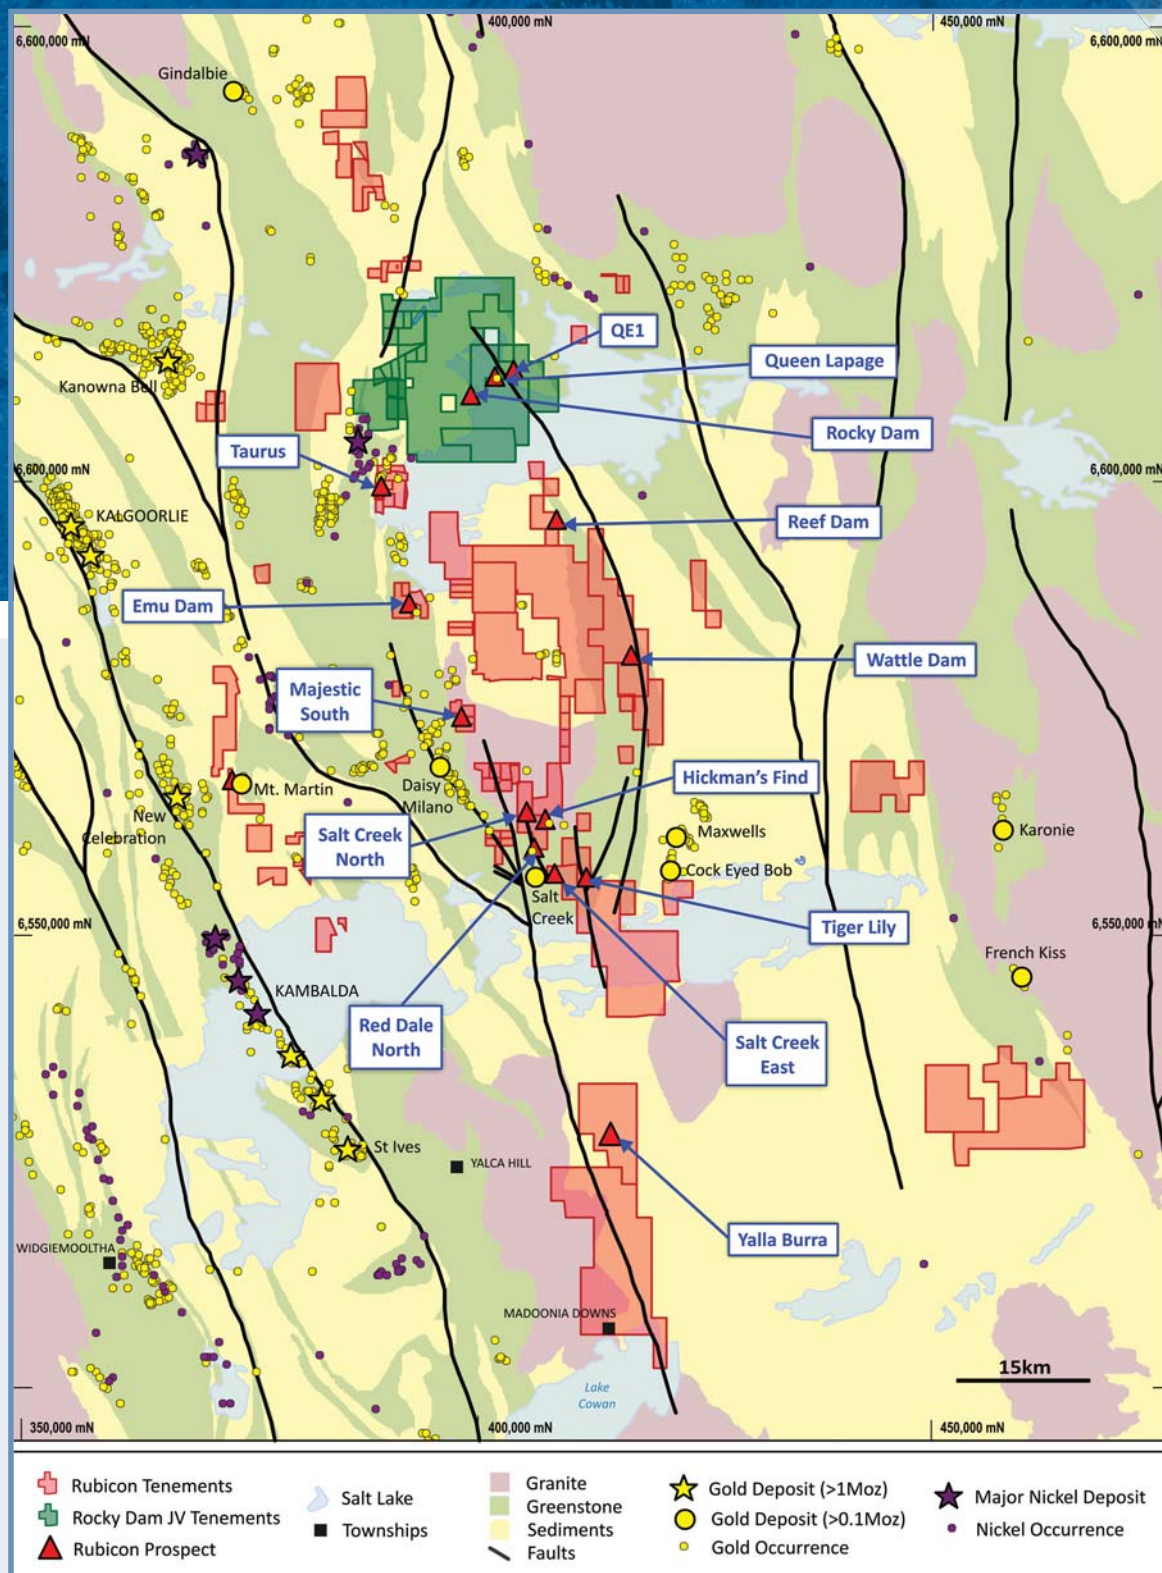 400,000 mN
450,000 mN
6,600,000 mN
6,600,000 mN
Gindalbie
QE1
Queen Lapage
Kanowna Bell
Rocky Dam
Taurus
6,600,000 mN
6,600,000 mN
KALGOORLIE
Reef Dam
Emu Dam
Wattle Dam
Majestic
South
Hickman's Find
Daisy
Milano
Mt. Martin
New
Celebration
Salt Creek
North
Maxwells
Karonie
Cock Eyed Bob
Salt
Creek
Tiger Lily
6,550,000 mN
6,550,000 mN
French Kiss
KAMBALDA
Red Dale
North
Salt Creek
East
St Ives
YALCA HILL
Yalla Burra
WIDGIEMOOLTHA
MADOONIA DOWNS
15km
Lake
Cowan
350,000 mN
400,000 mN
450,000 mN
Rubicon Tenements
Rocky Dam JV Tenements
Rubicon Prospect
Salt Lake
Townships
Granite
Greenstone
Sediments
Faults
Gold Deposit (>1Moz)
Gold Deposit (>0.1Moz)
Gold Occurrence
Major Nickel Deposit
Nickel Occurrence